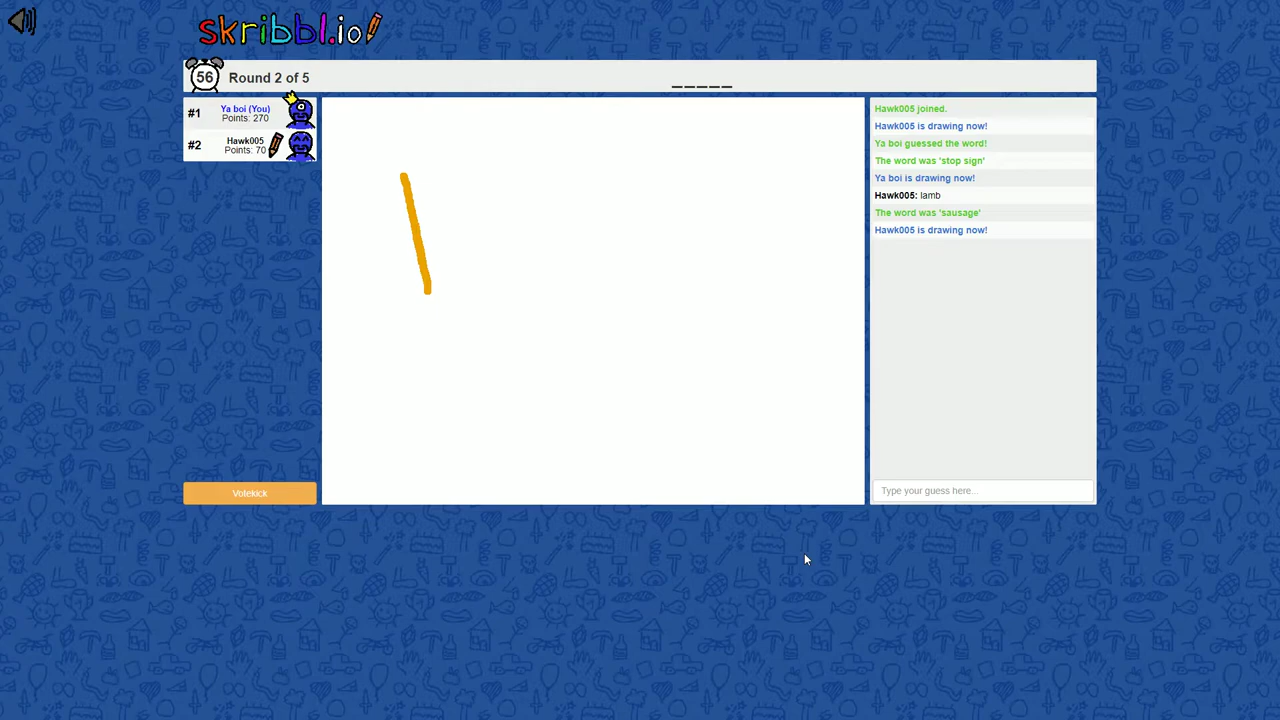 skribbl.io
56 Round 2 of 5
_____
#1 Ya boi (You)
Points: 270
#2 Hawk005
Points: 70
Votekick
Hawk005 joined.
Hawk005 is drawing now!
Ya boi guessed the word!
The word was 'stop sign'
Ya boi is drawing now!
Hawk005: lamb
The word was 'sausage'
Hawk005 is drawing now!
Type your guess here...